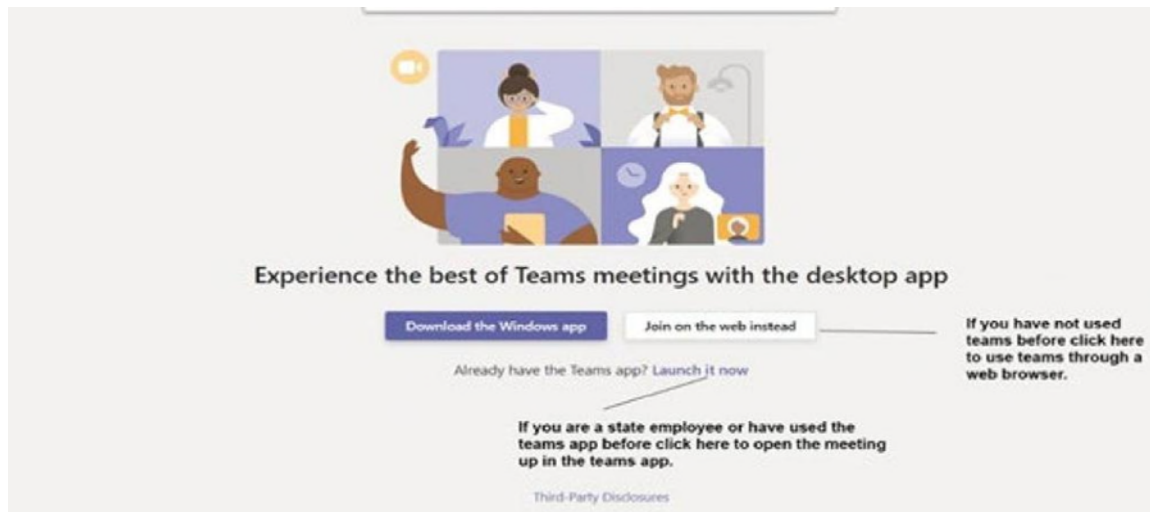 Experience the best of Teams meetings with the desktop app
Download the Windows app
Join on the web instead
If you have not used
teams before click here
to use teams through a
web browser.
Already have the Teams app? Launch it now
If you are a state employee or have used the
teams app before click here to open the meeting
up in the teams app.
Third-Party Disclosures